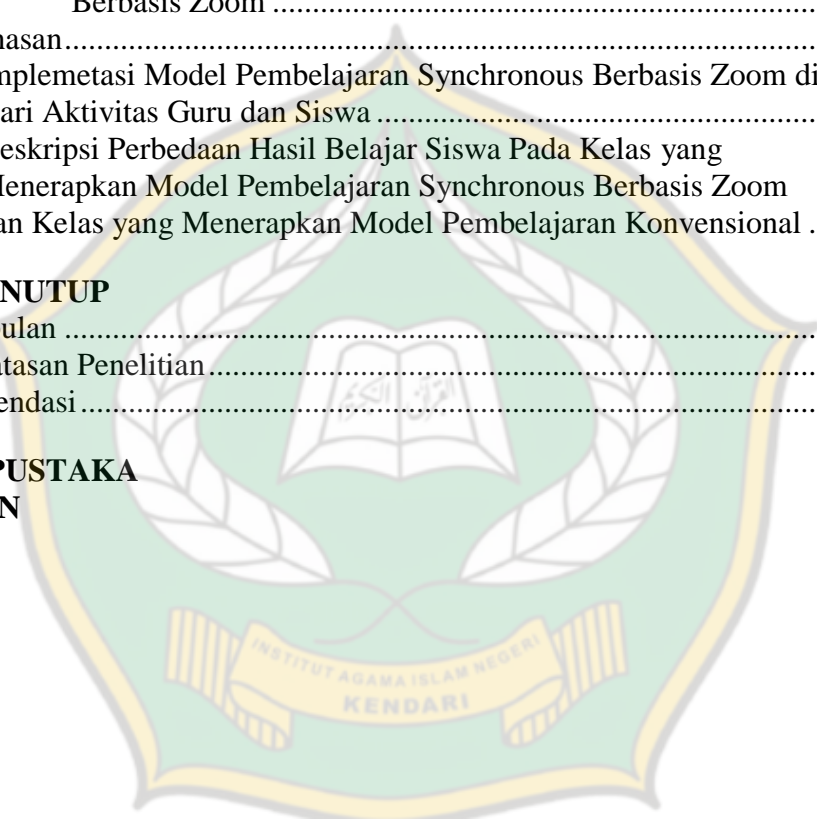 Berbasis Zoom ........................................................................
hasan.........................................................................................................
mplemetasi Model Pembelajaran Synchronous Berbasis Zoom di
ari Aktivitas Guru dan Siswa ........................................................
eskripsi Perbedaan Hasil Belajar Siswa Pada Kelas yang
Menerapkan Model Pembelajaran Synchronous Berbasis Zoom
an Kelas yang Menerapkan Model Pembelajaran Konvensional .
NUTUP
pulan .........................................................................................................
atasan Penelitian..............................................................................
endasi.......................................................................................................
PUSTAKA
N
INSTITUT AGAMA ISLAM NEGERI
KENDARI